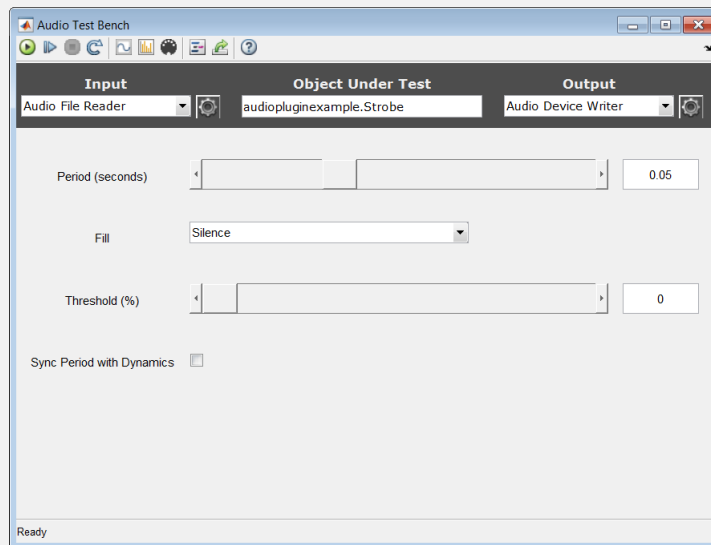 Audio Test Bench
Input Object Under Test Output
Audio File Reader audiopluginexample.Strobe Audio Device Writer
Period (seconds) 0.05
Fill Silence
Threshold (%) 0
Sync Period with Dynamics
Ready